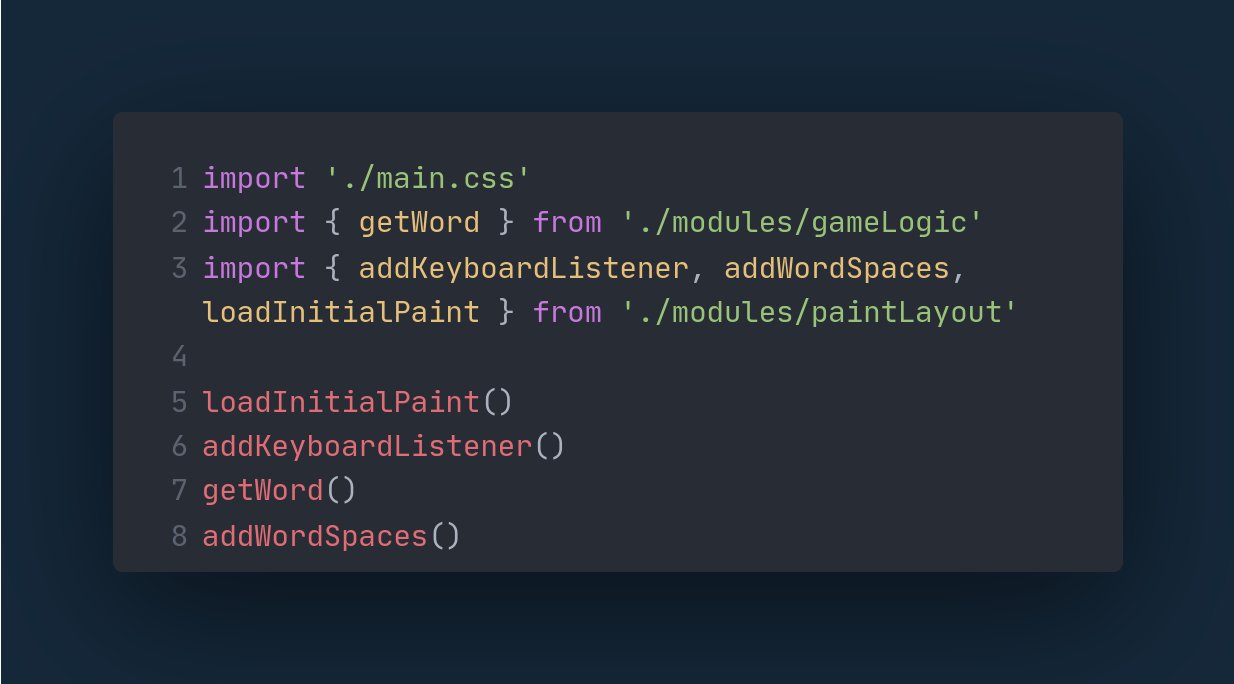 1 import './main.css'
2 import { getWord } from './modules/gameLogic'
3 import { addKeyboardListener, addWordSpaces,
loadInitialPaint } from './modules/paintLayout'
4
5 loadInitialPaint()
6 addKeyboardListener()
7 getWord()
8 addWordSpaces()